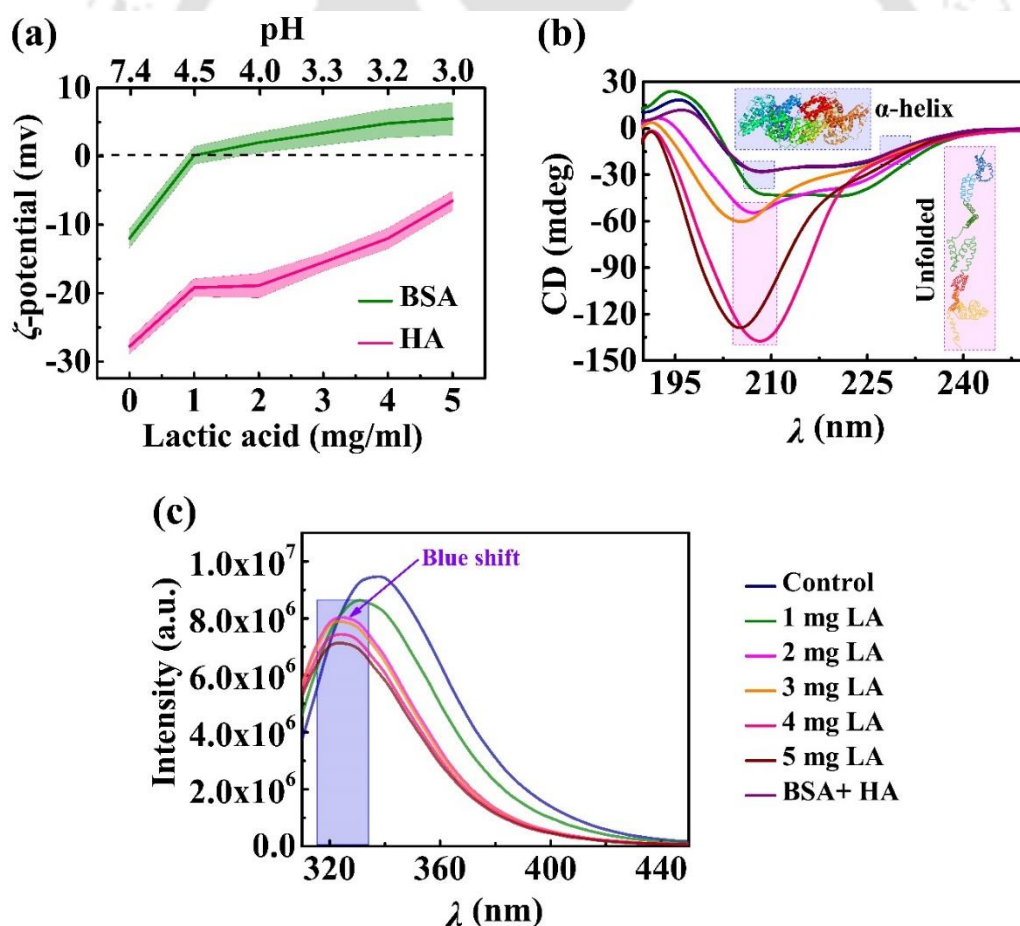 (a)
pH
7.4 4.5 4.0 3.3 3.2 3.0
10
0
-10
-20
-30
ζ-potential (mv)
BSA
HA
0 1 2 3 4 5
Lactic acid (mg/ml)
(b)
30
0
-30
-60
-90
-120
-150
CD (mdeg)
α-helix
Unfolded
195 210 225 240
λ (nm)
(c)
1.0x10⁷
8.0x10⁶
6.0x10⁶
4.0x10⁶
2.0x10⁶
0.0
Intensity (a.u.)
Blue shift
320 360 400 440
λ (nm)
Control
1 mg LA
2 mg LA
3 mg LA
4 mg LA
5 mg LA
BSA+ HA